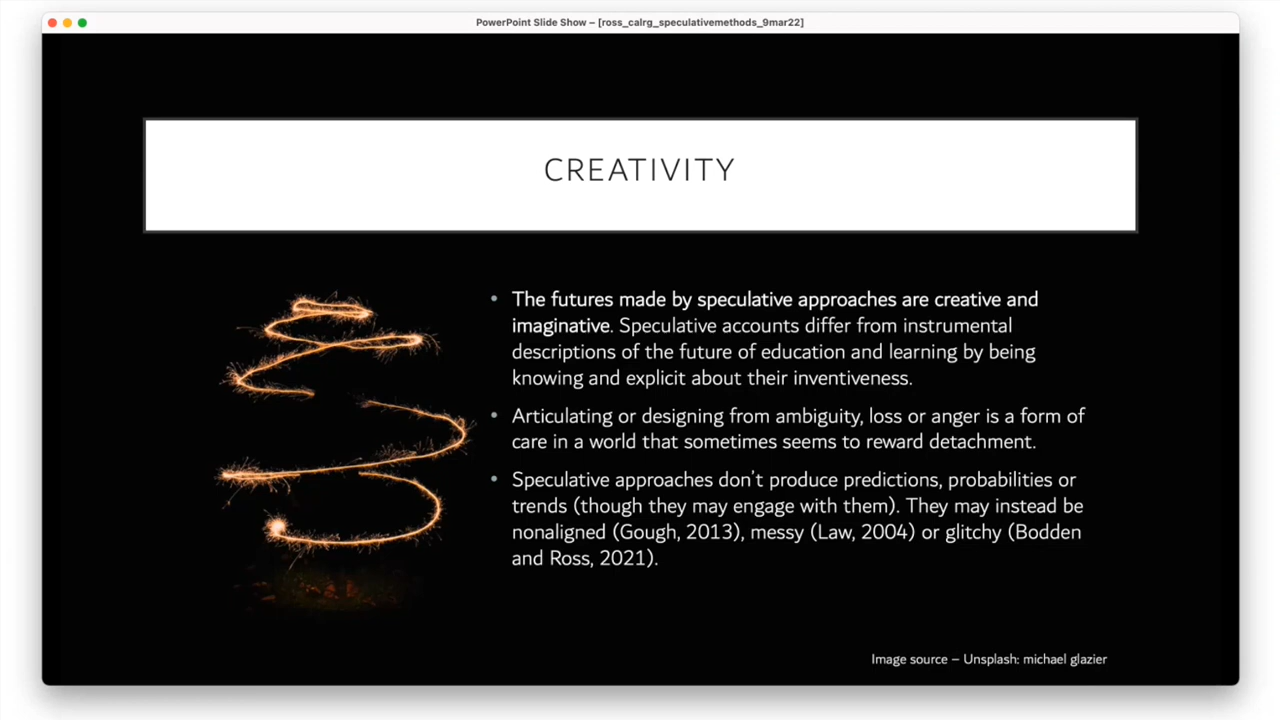 PowerPoint Slide Show – [ross_calrg_speculativemethods_9mar22]
CREATIVITY
• The futures made by speculative approaches are creative and
imaginative. Speculative accounts differ from instrumental
descriptions of the future of education and learning by being
knowing and explicit about their inventiveness.
• Articulating or designing from ambiguity, loss or anger is a form of
care in a world that sometimes seems to reward detachment.
• Speculative approaches don't produce predictions, probabilities or
trends (though they may engage with them). They may instead be
nonaligned (Gough, 2013), messy (Law, 2004) or glitchy (Bodden
and Ross, 2021).
Image source – Unsplash: michael glazier